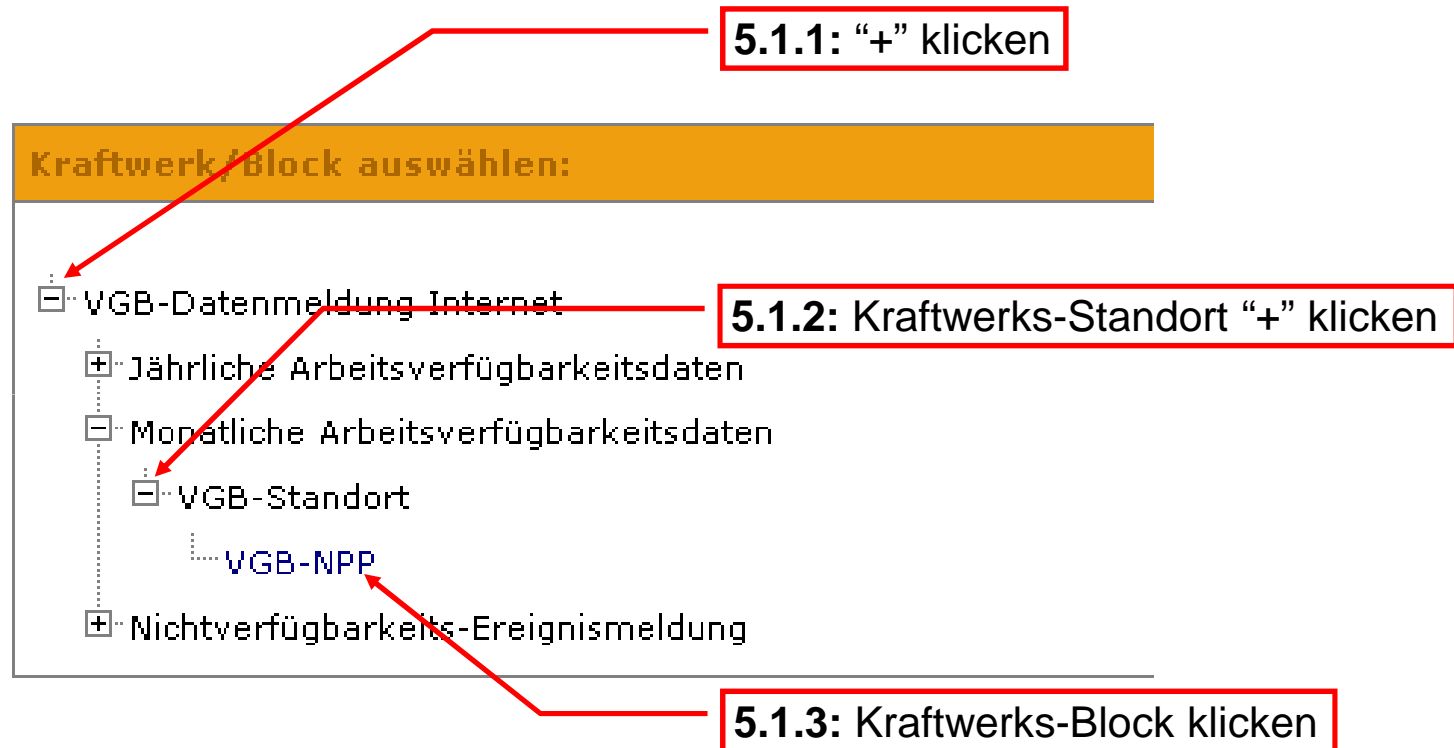 5.1.1: “+” klicken
Kraftwerk/Block auswählen:
VGB-Datenmeldung Internet
5.1.2: Kraftwerks-Standort “+” klicken
Jährliche Arbeitsverfügbarkeitsdaten
Monatliche Arbeitsverfügbarkeitsdaten
VGB-Standort
VGB-NPP
Nichtverfügbarkeits-Ereignismeldung
5.1.3: Kraftwerks-Block klicken